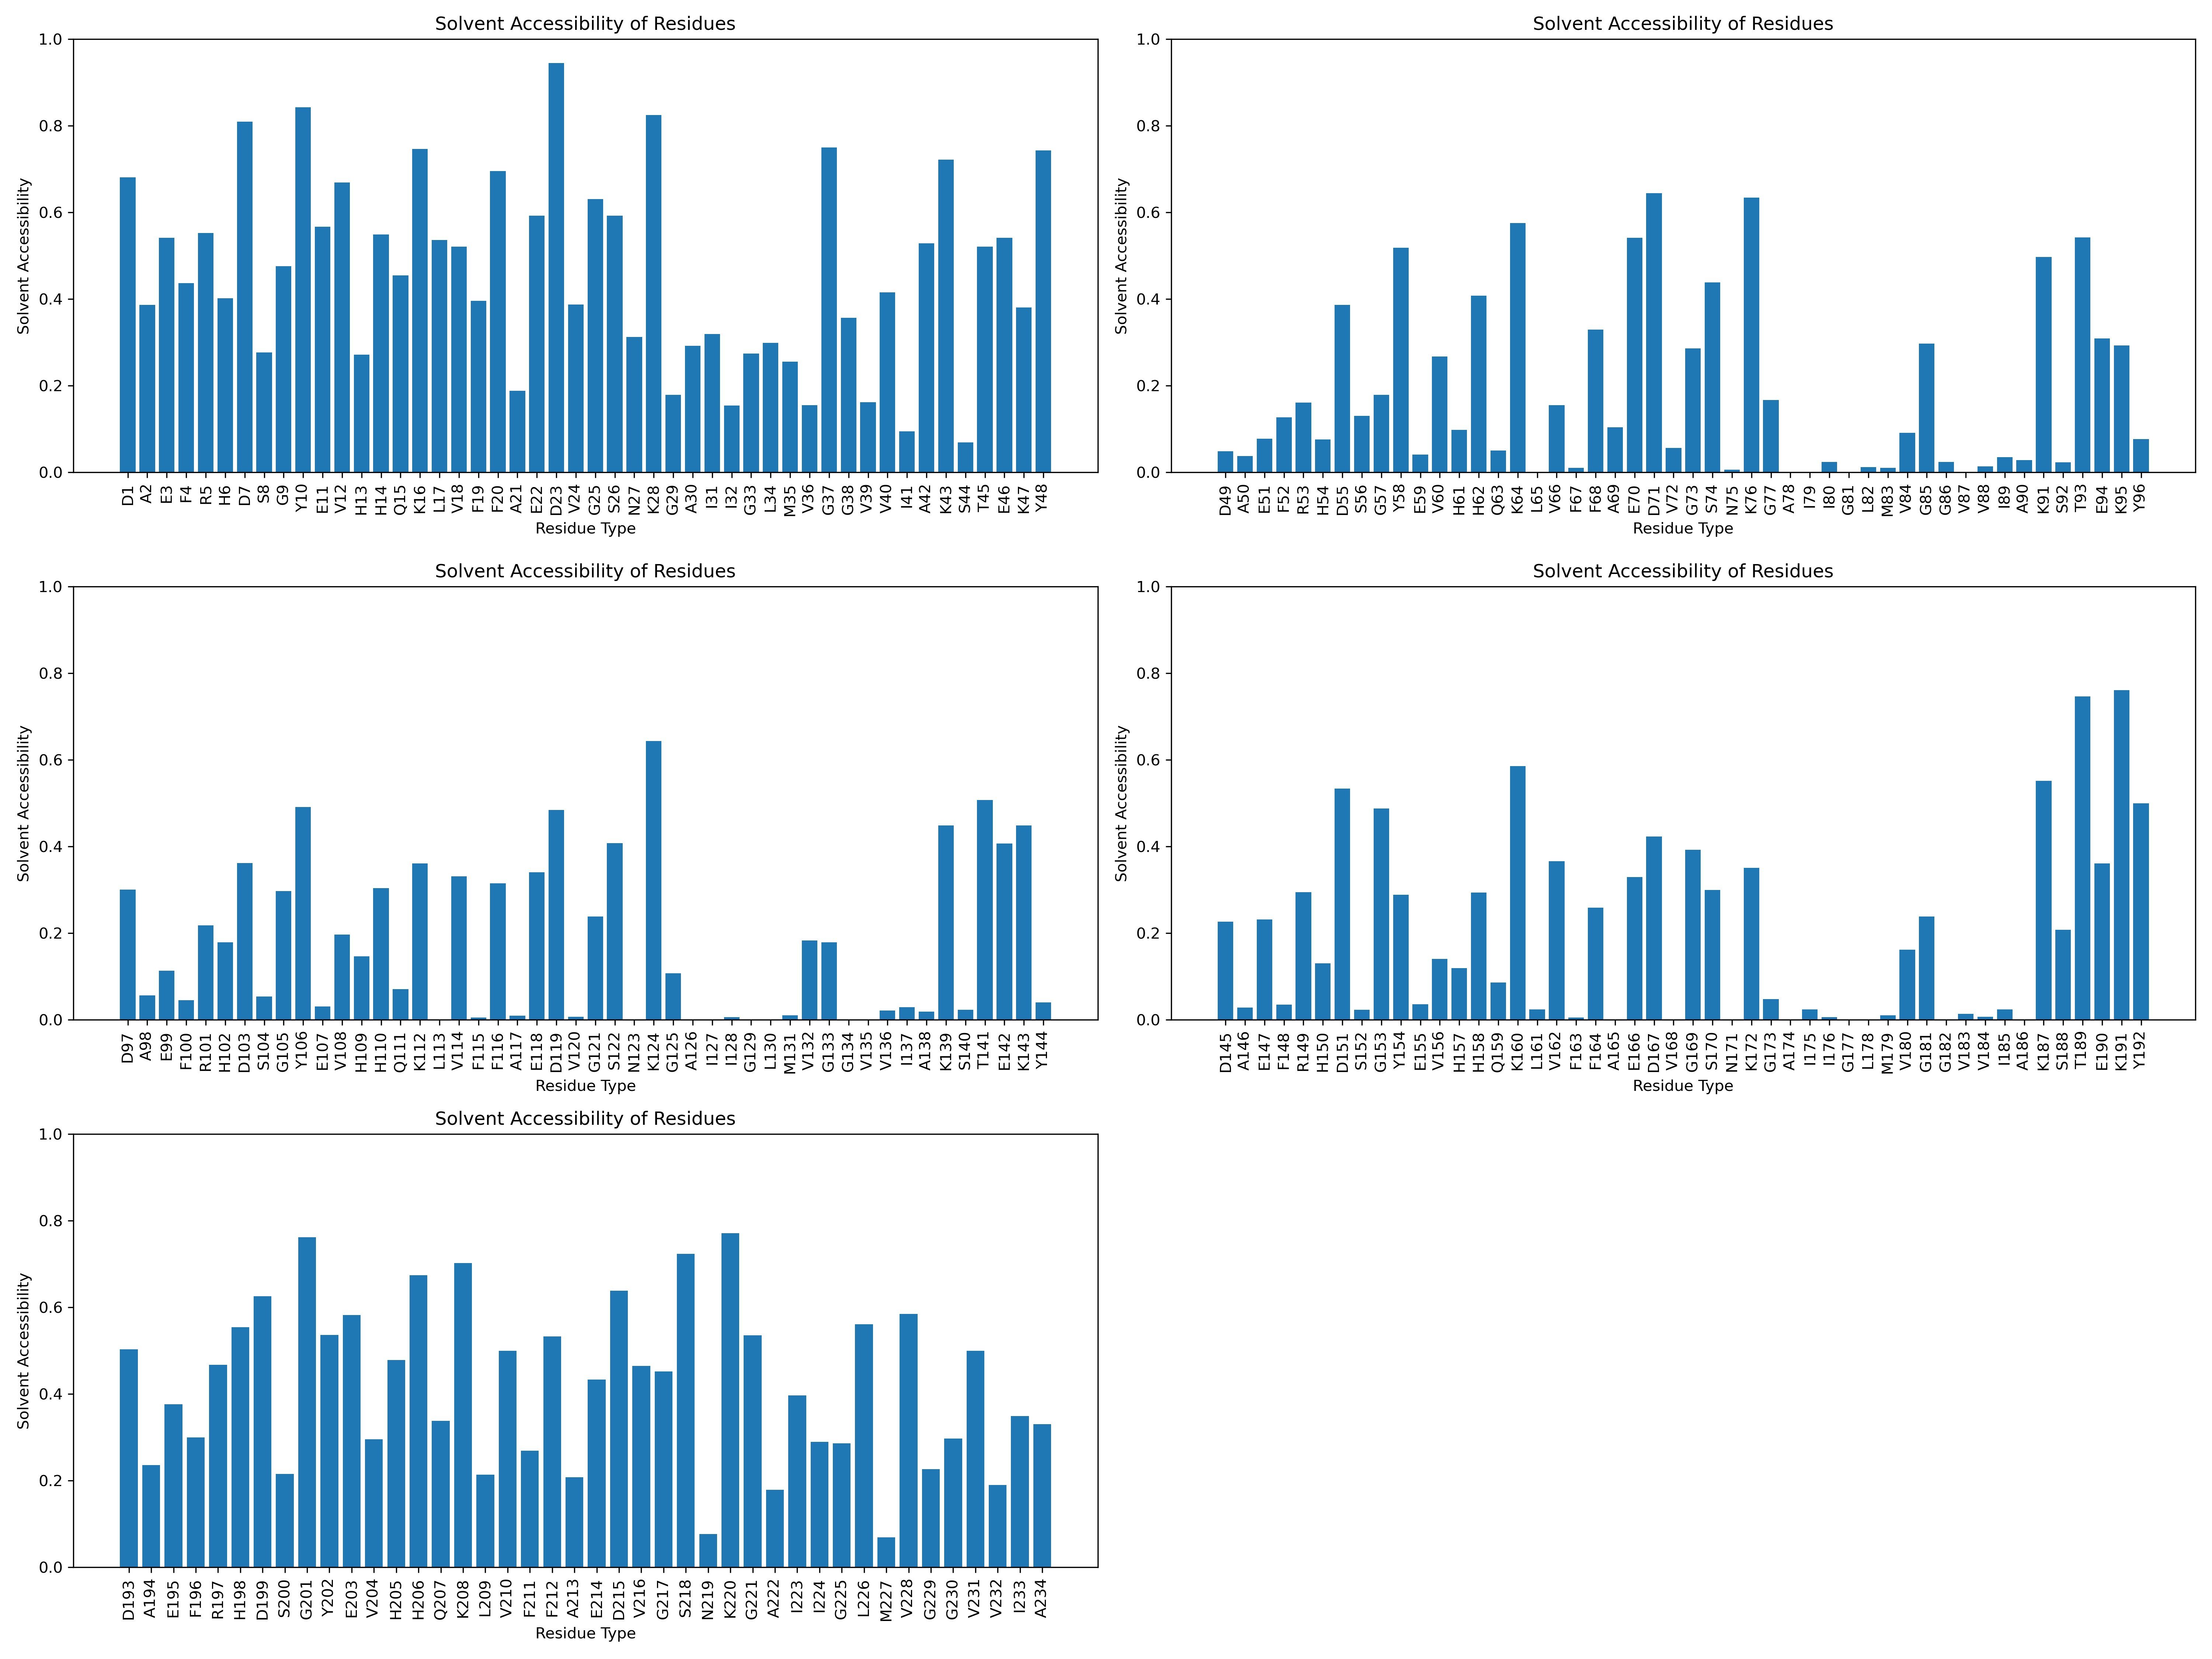 Solvent Accessibility of Residues
Solvent Accessibility
1.0
0.8
0.6
0.4
0.2
0.0
D1 A2 E3 F4 R5 H6 D7 S8 G9 Y10 E11 V12 H13 H14 Q15 K16 L17 V18 F19 F20 A21 E22 D23 V24 G25 S26 N27 K28 G29 A30 I31 I32 G33 L34 M35 V36 G37 G38 V39 V40 I41 A42 K43 S44 T45 E46 K47 Y48
Residue Type
Solvent Accessibility of Residues
Solvent Accessibility
1.0
0.8
0.6
0.4
0.2
0.0
D49 A50 E51 F52 R53 H54 D55 S56 G57 Y58 E59 V60 H61 H62 Q63 K64 L65 V66 F67 F68 A69 E70 D71 V72 G73 S74 N75 K76 G77 A78 I79 I80 G81 L82 M83 V84 G85 G86 V87 V88 I89 A90 K91 S92 T93 E94 K95 Y96
Residue Type
Solvent Accessibility of Residues
Solvent Accessibility
1.0
0.8
0.6
0.4
0.2
0.0
D97 A98 E99 F100 R101 H102 D103 S104 G105 Y106 E107 V108 H109 H110 Q111 K112 L113 V114 F115 F116 A117 E118 D119 V120 G121 S122 N123 K124 G125 A126 I127 I128 G129 L130 M131 V132 G133 G134 V135 V136 I137 A138 K139 S140 T141 E142 K143 Y144
Residue Type
Solvent Accessibility of Residues
Solvent Accessibility
1.0
0.8
0.6
0.4
0.2
0.0
D145 A146 E147 F148 R149 H150 D151 S152 G153 Y154 E155 V156 H157 H158 Q159 K160 L161 V162 F163 F164 A165 E166 D167 V168 G169 S170 N171 K172 G173 A174 I175 I176 G177 L178 M179 V180 G181 G182 V183 V184 I185 A186 K187 S188 T189 E190 K191 Y192
Residue Type
Solvent Accessibility of Residues
Solvent Accessibility
1.0
0.8
0.6
0.4
0.2
0.0
D193 A194 E195 F196 R197 H198 D199 S200 G201 Y202 E203 V204 H205 H206 Q207 K208 L209 V210 F211 F212 A213 E214 D215 V216 G217 S218 N219 K220 G221 A222 I223 I224 G225 L226 M227 V228 G229 G230 V231 V232 I233 A234
Residue Type